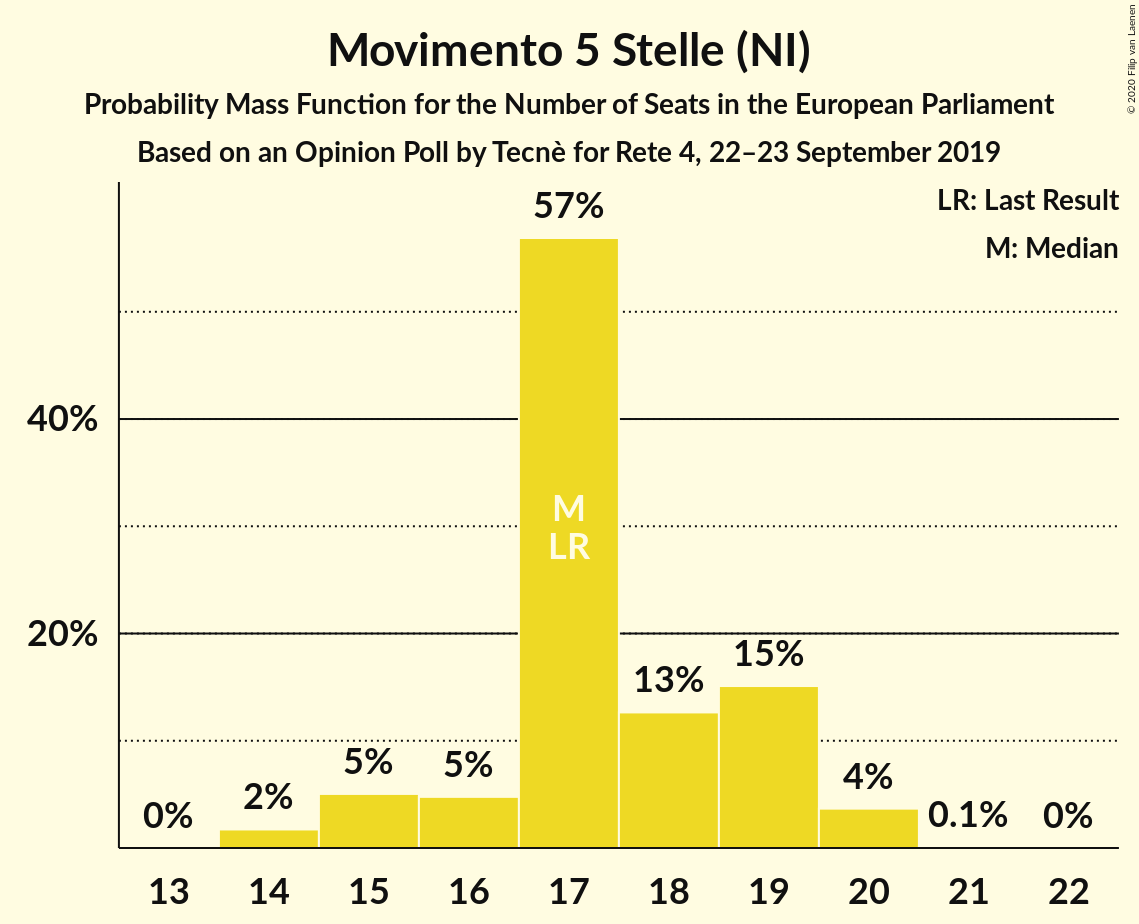 Movimento 5 Stelle (NI)
Probability Mass Function for the Number of Seats in the European Parliament
Based on an Opinion Poll by Tecnè for Rete 4, 22–23 September 2019
© 2020 Filip van Laenen
LR: Last Result
M: Median
57%
40%
M
LR
20%
15%
13%
5%
5%
4%
2%
0%
0.1%
0%
13 14 15 16 17 18 19 20 21 22